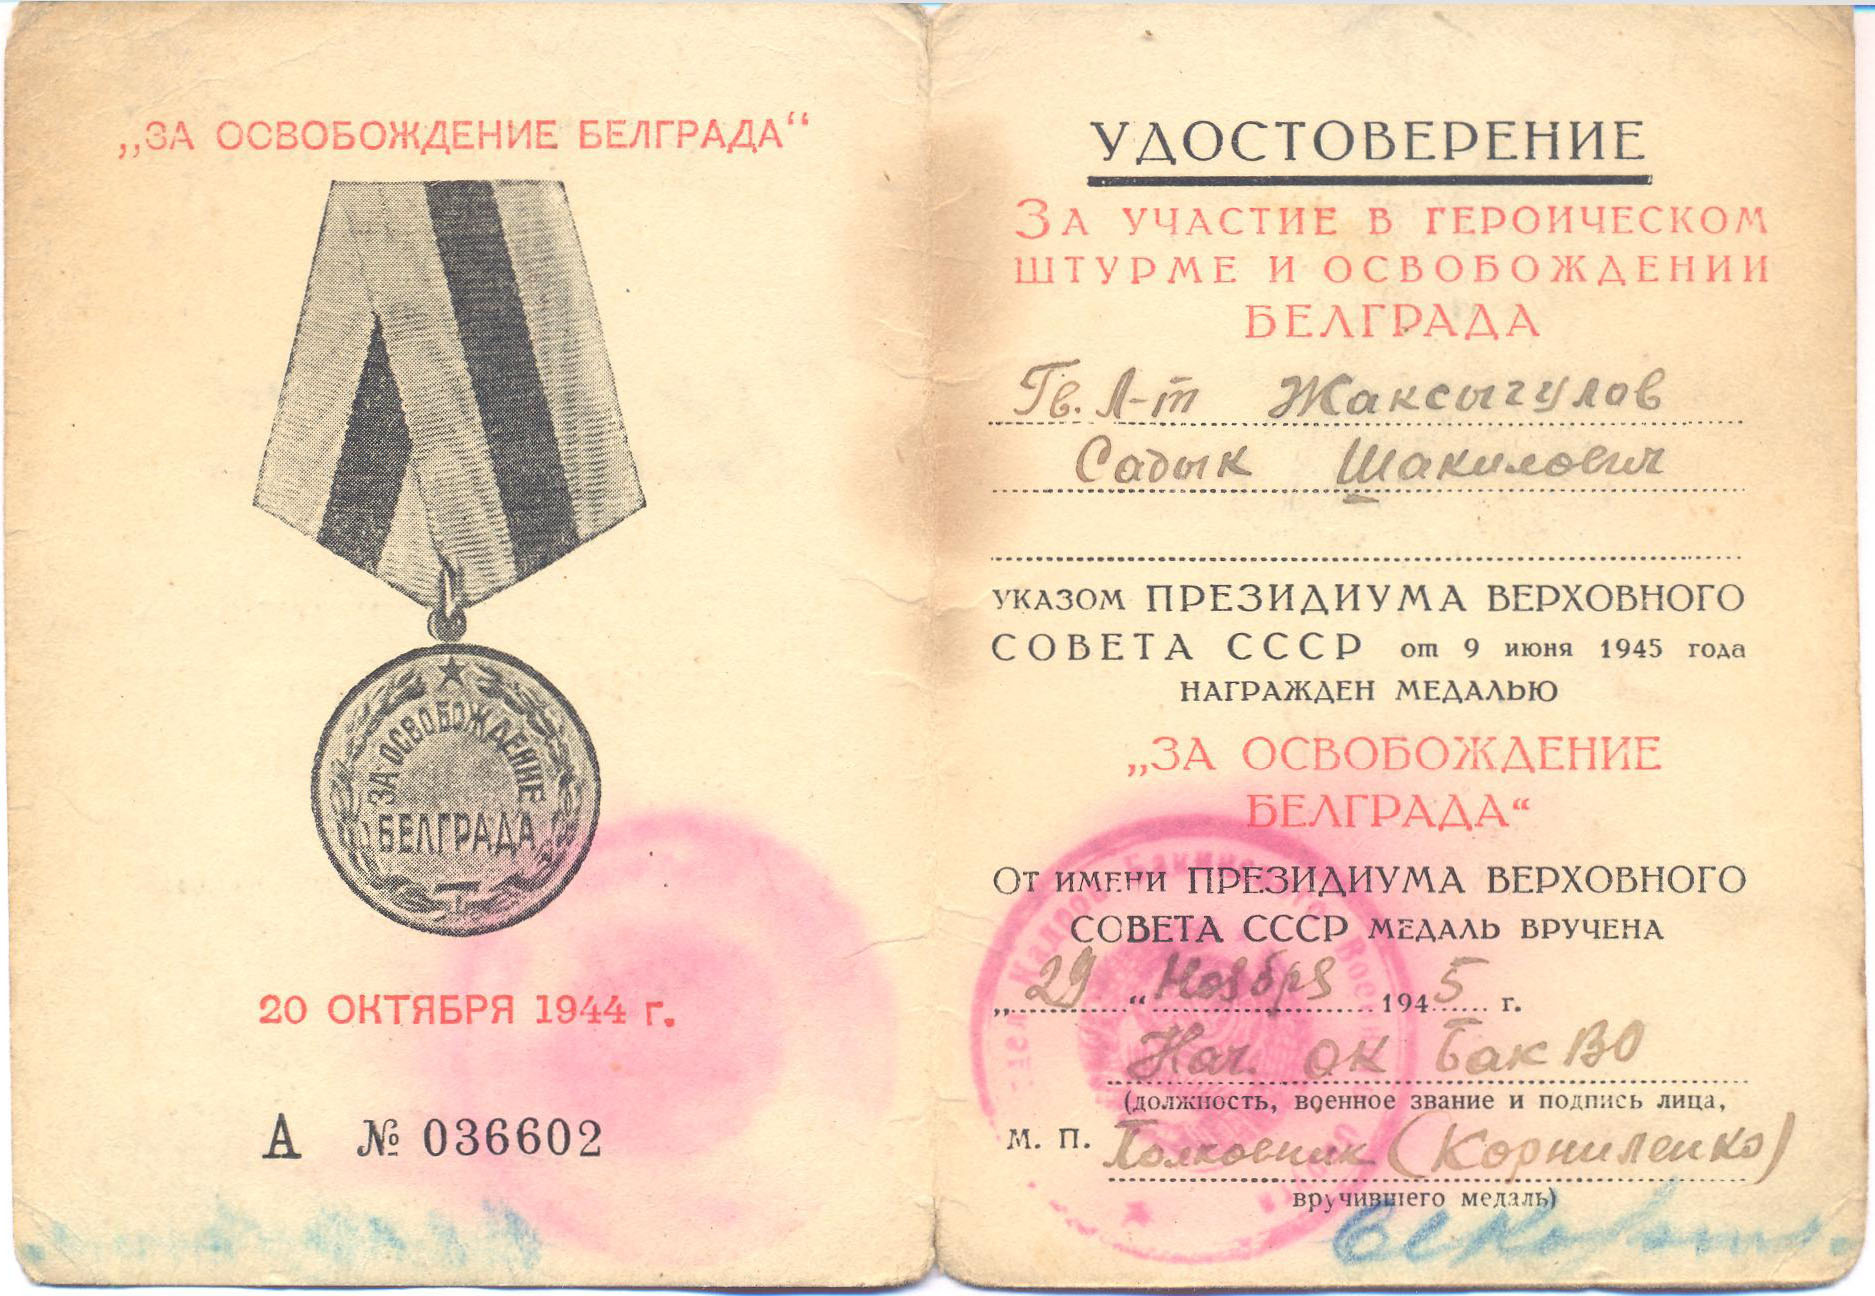 „ЗА ОСВОБОЖДЕНИЕ БЕЛГРАДА“
ЗА ОСВОБОЖДЕНИЕ
БЕЛГРАДА
20 ОКТЯБРЯ 1944 г.
А № 036602
УДОСТОВЕРЕНИЕ
ЗА УЧАСТИЕ В ГЕРОИЧЕСКОМ
ШТУРМЕ И ОСВОБОЖДЕНИИ
БЕЛГРАДА
Гв. Л-т Жаксыгулов
Садык Шакилович
УКАЗОМ ПРЕЗИДИУМА ВЕРХОВНОГО
СОВЕТА СССР от 9 июня 1945 года
НАГРАЖДЕН МЕДАЛЬЮ
„ЗА ОСВОБОЖДЕНИЕ
БЕЛГРАДА“
ОТ ИМЕНИ ПРЕЗИДИУМА ВЕРХОВНОГО
СОВЕТА СССР МЕДАЛЬ ВРУЧЕНА
„29“ Ноября 1945 г.
Нач. ОК БакВО
(должность, военное звание и подпись лица,
М. П. Полковник (Корниленко)
вручившего медаль)